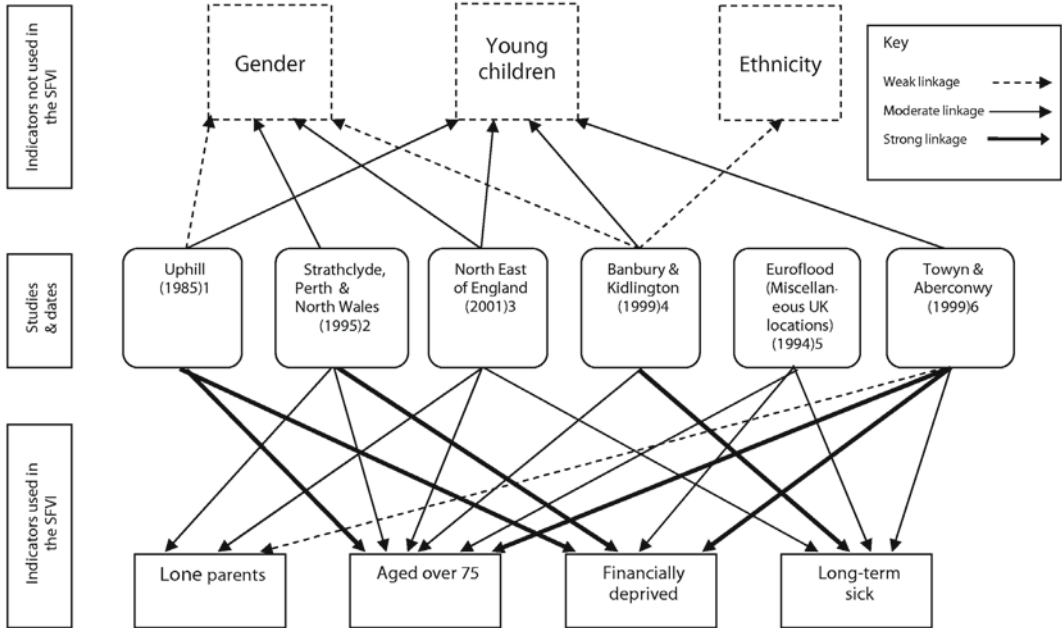 Indicators not used in
the SFVI
Gender
Young
children
Ethnicity
Key
Weak linkage
Moderate linkage
Strong linkage
Studies
& dates
Uphill
(1985)1
Strathclyde,
Perth &
North Wales
(1995)2
North East
of England
(2001)3
Banbury &
Kidlington
(1999)4
Euroflood
(Miscellan-
eous UK
locations)
(1994)5
Towyn &
Aberconwy
(1999)6
Indicators used in
the SFVI
Lone parents
Aged over 75
Financially
deprived
Long-term
sick